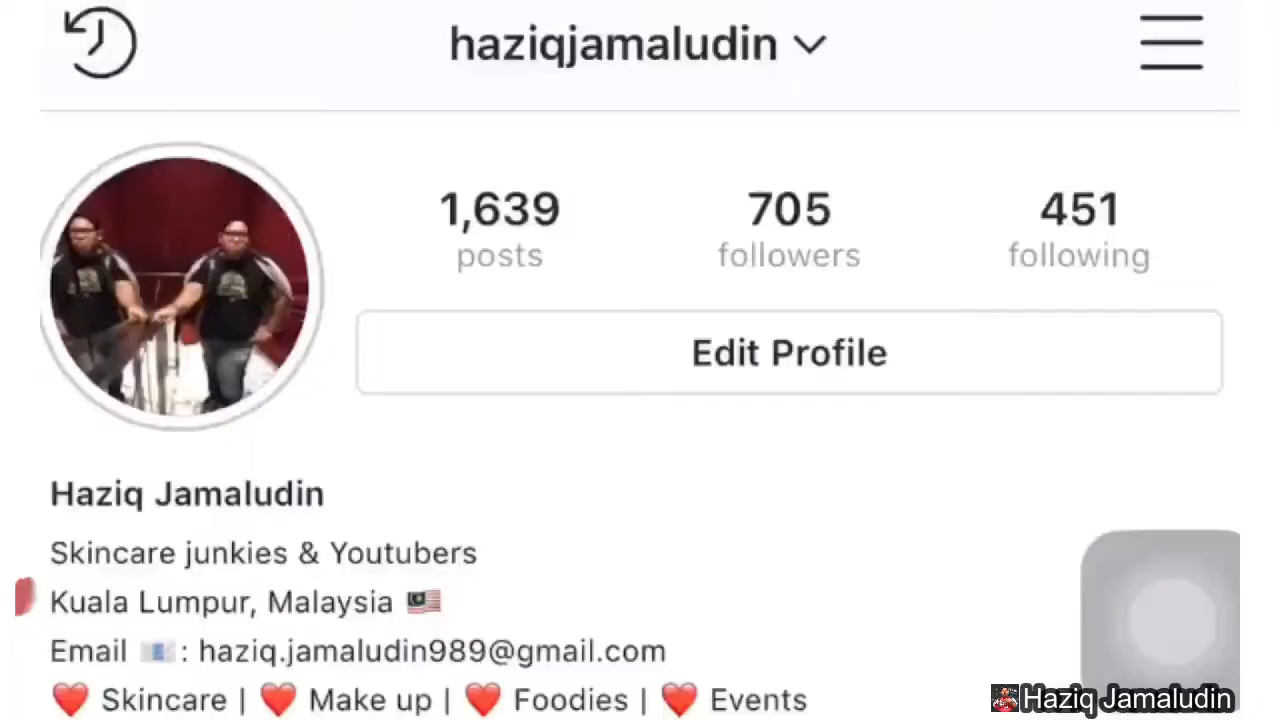 haziqjamaludin
1,639 705 451
posts followers following
Edit Profile
Haziq Jamaludin
Skincare junkies & Youtubers
Kuala Lumpur, Malaysia 🇲🇾
Email 📧: haziq.jamaludin989@gmail.com
❤️ Skincare | ❤️ Make up | ❤️ Foodies | ❤️ Events
Haziq Jamaludin